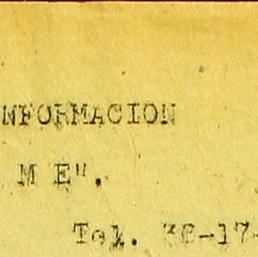 NFORMACION
M E".
Tel. 38-17-